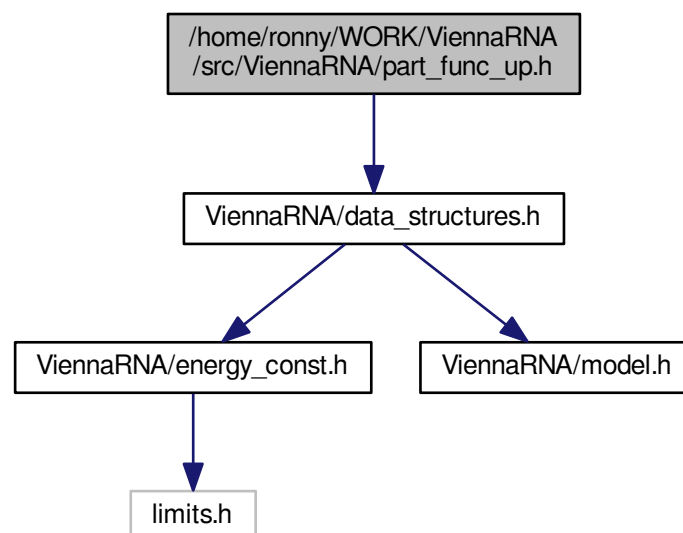 /home/ronny/WORK/ViennaRNA
/src/ViennaRNA/part_func_up.h
ViennaRNA/data_structures.h
ViennaRNA/energy_const.h
ViennaRNA/model.h
limits.h